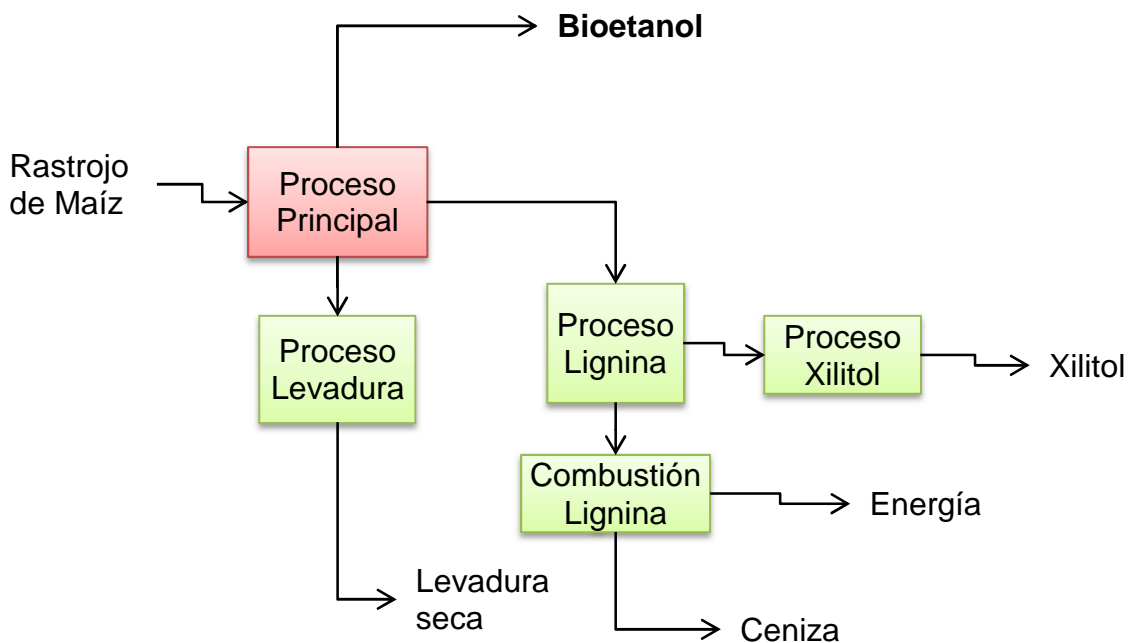 Bioetanol
Rastrojo
de Maíz
Proceso
Principal
Proceso
Levadura
Proceso
Lignina
Proceso
Xilitol
Xilitol
Combustión
Lignina
Energía
Levadura
seca
Ceniza